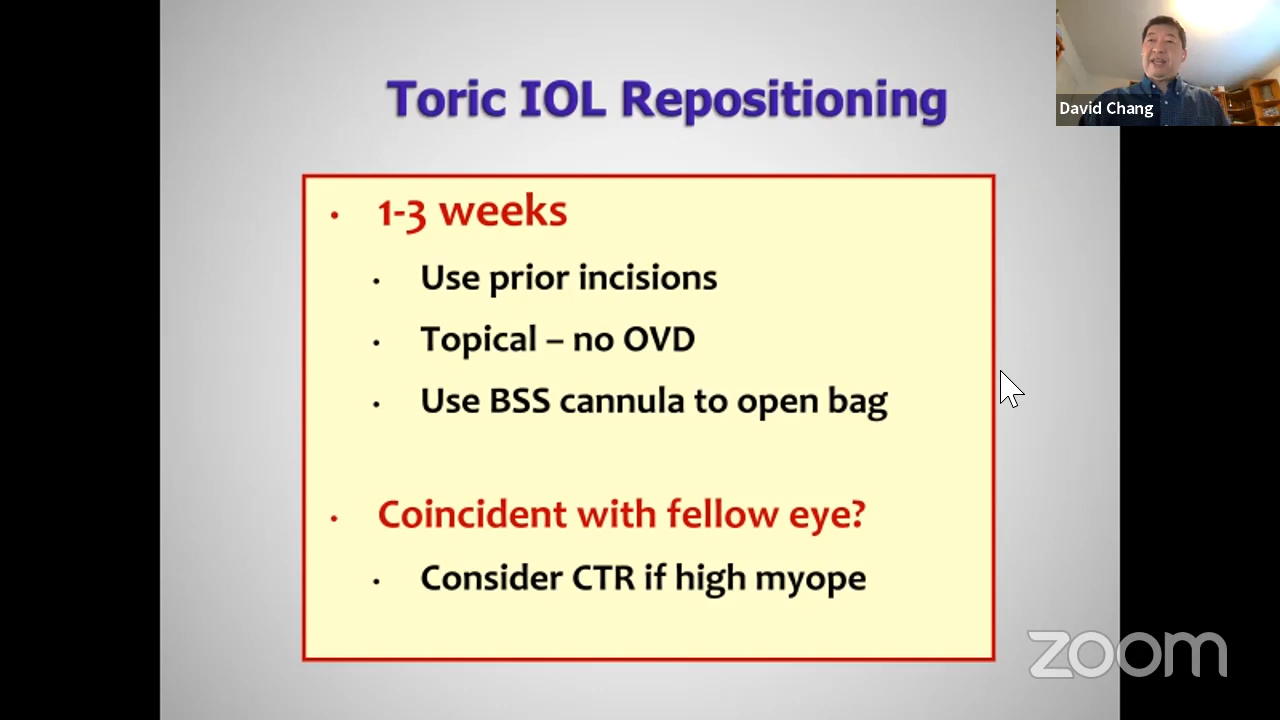 Toric IOL Repositioning
David Chang
• 1-3 weeks
• Use prior incisions
• Topical – no OVD
• Use BSS cannula to open bag
• Coincident with fellow eye?
• Consider CTR if high myope
zoom